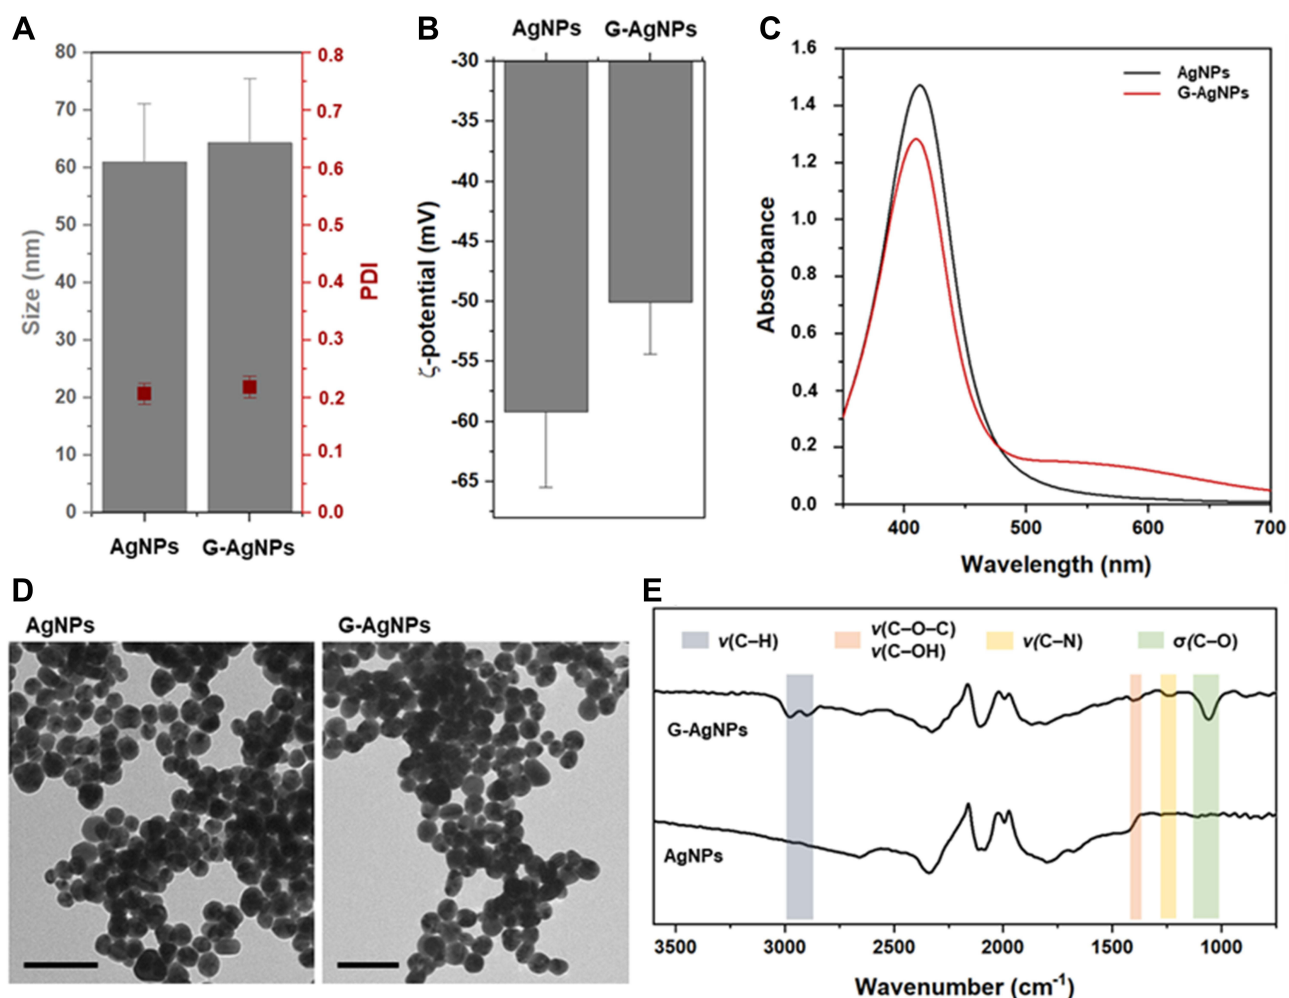 A
80
70
60
50
40
30
20
10
0
Size (nm)
0.8
0.7
0.6
0.5
0.4
0.3
0.2
0.1
0.0
PDI
AgNPs
G-AgNPs
B
AgNPs
G-AgNPs
-30
-35
-40
-45
-50
-55
-60
-65
ζ-potential (mV)
C
1.6
1.4
1.2
1.0
0.8
0.6
0.4
0.2
0.0
Absorbance
AgNPs
G-AgNPs
400
500
600
700
Wavelength (nm)
D
AgNPs
G-AgNPs
E
ν(C–H)
ν(C–O–C)
ν(C–OH)
ν(C–N)
σ(C–O)
G-AgNPs
AgNPs
3500
3000
2500
2000
1500
1000
Wavenumber (cm⁻¹)